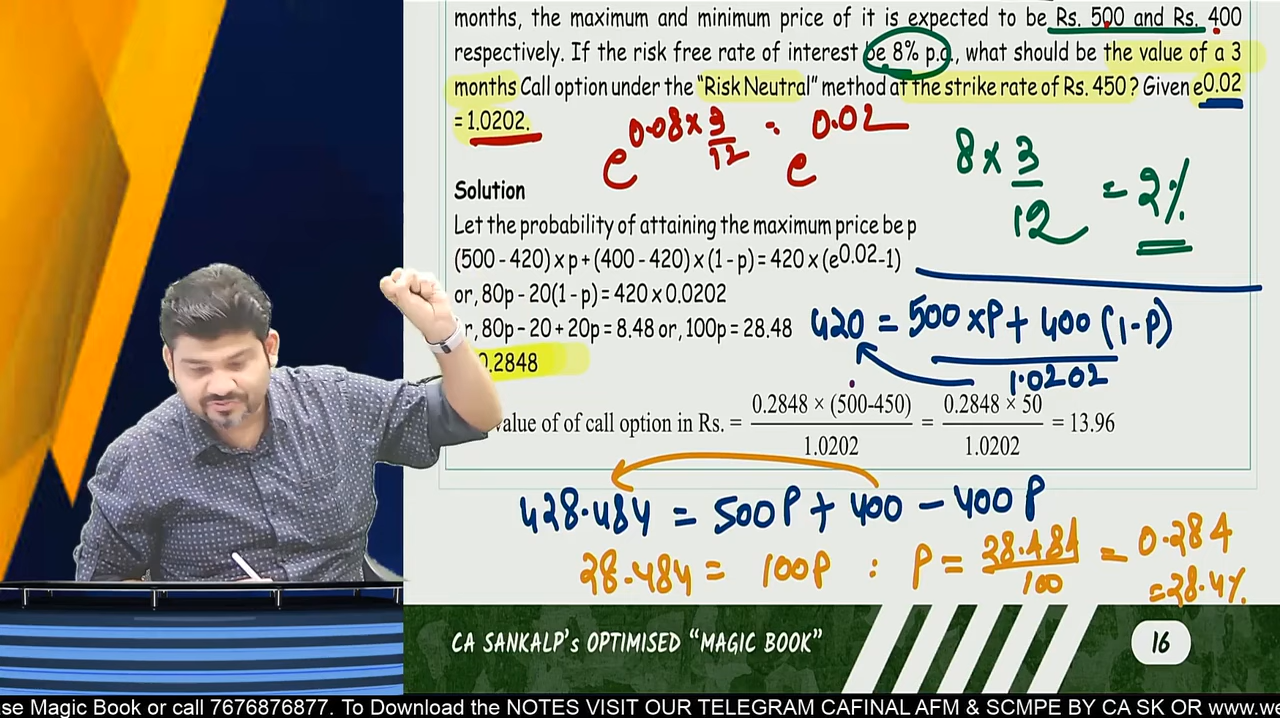 months, the maximum and minimum price of it is expected to be Rs. 500 and Rs. 400
respectively. If the risk free rate of interest be 8% p.a., what should be the value of a 3
months Call option under the "Risk Neutral" method at the strike rate of Rs. 450 ? Given e0.02
= 1.0202.
e^0.08 × 3/12 = e^0.02
8 × 3/12 = 2%
Solution
Let the probability of attaining the maximum price be p
(500 - 420) x p + (400 - 420) x (1 - p) = 420 x (e0.02-1)
or, 80p - 20(1 - p) = 420 x 0.0202
r, 80p - 20 + 20p = 8.48 or, 100p = 28.48
0.2848
420 = 500 × P + 400 (1-P)
1.0202
value of of call option in Rs. = 0.2848 × (500-450) / 1.0202 = 0.2848 × 50 / 1.0202 = 13.96
428.484 = 500P + 400 - 400P
28.484 = 100P : P = 28.484/100 = 0.284
= 28.4%
CA SANKALP's OPTIMISED "MAGIC BOOK"
16
se Magic Book or call 7676876877. To Download the NOTES VISIT OUR TELEGRAM CAFINAL AFM & SCMPE BY CA SK OR www.we